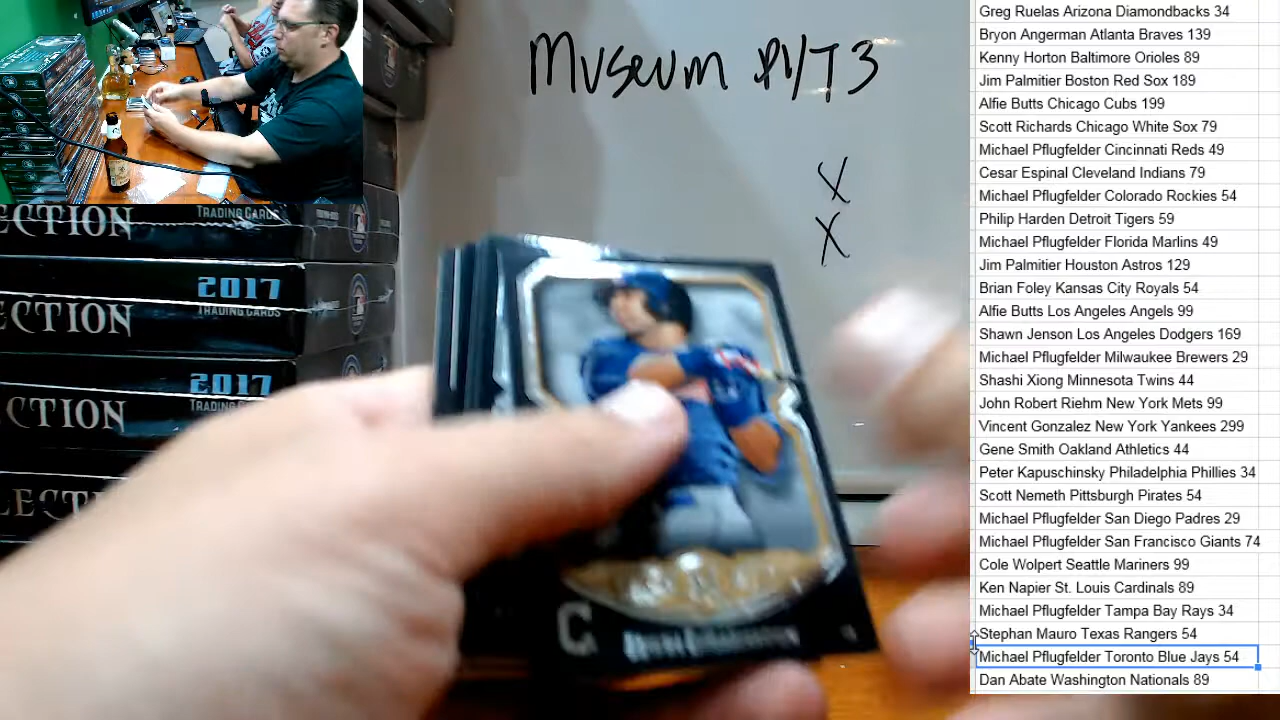 Museum
T3
X
X
ECTION
TRADING CARDS
2017
TRADING CARDS
ECTION
2017
CTION
C
Greg Ruelas Arizona Diamondbacks 34
Bryon Angerman Atlanta Braves 139
Kenny Horton Baltimore Orioles 89
Jim Palmitier Boston Red Sox 189
Alfie Butts Chicago Cubs 199
Scott Richards Chicago White Sox 79
Michael Pflugfelder Cincinnati Reds 49
Cesar Espinal Cleveland Indians 79
Michael Pflugfelder Colorado Rockies 54
Philip Harden Detroit Tigers 59
Michael Pflugfelder Florida Marlins 49
Jim Palmitier Houston Astros 129
Brian Foley Kansas City Royals 54
Alfie Butts Los Angeles Angels 99
Shawn Jenson Los Angeles Dodgers 169
Michael Pflugfelder Milwaukee Brewers 29
Shashi Xiong Minnesota Twins 44
John Robert Riehm New York Mets 99
Vincent Gonzalez New York Yankees 299
Gene Smith Oakland Athletics 44
Peter Kapuschinsky Philadelphia Phillies 34
Scott Nemeth Pittsburgh Pirates 54
Michael Pflugfelder San Diego Padres 29
Michael Pflugfelder San Francisco Giants 74
Cole Wolpert Seattle Mariners 99
Ken Napier St. Louis Cardinals 89
Michael Pflugfelder Tampa Bay Rays 34
Stephan Mauro Texas Rangers 54
Michael Pflugfelder Toronto Blue Jays 54
Dan Abate Washington Nationals 89